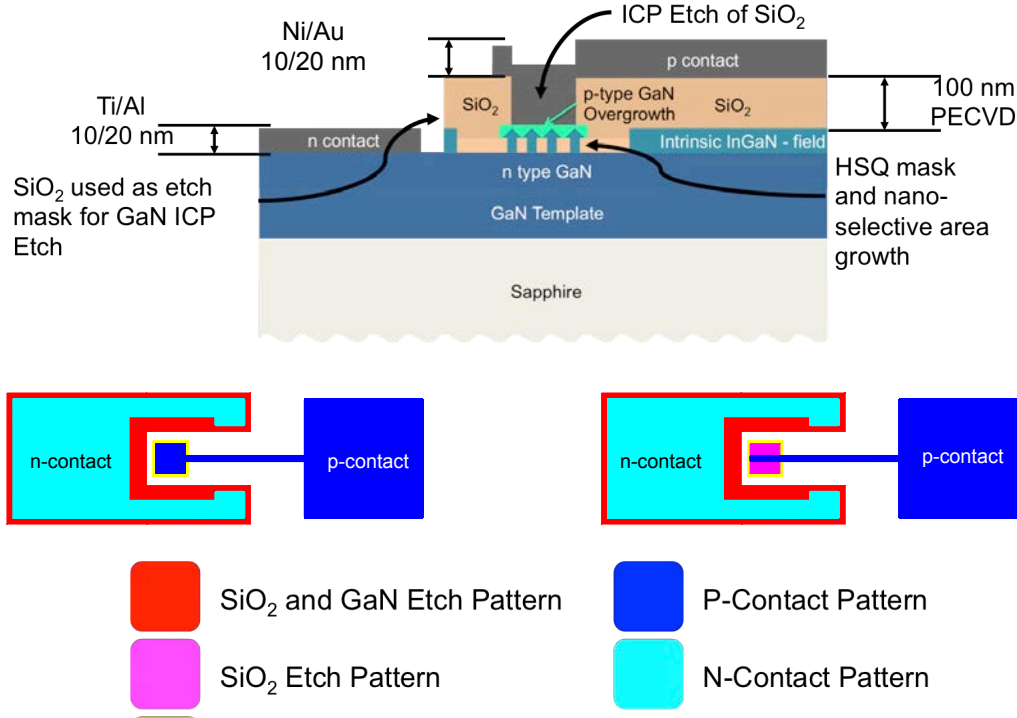 ICP Etch of SiO₂
Ni/Au
10/20 nm
p contact
SiO₂
p-type GaN
Overgrowth
SiO₂
100 nm
PECVD
Ti/Al
10/20 nm
n contact
Intrinsic InGaN - field
SiO₂ used as etch
mask for GaN ICP
Etch
n type GaN
GaN Template
HSQ mask
and nano-
selective area
growth
Sapphire
n-contact
p-contact
n-contact
p-contact
SiO₂ and GaN Etch Pattern
P-Contact Pattern
SiO₂ Etch Pattern
N-Contact Pattern